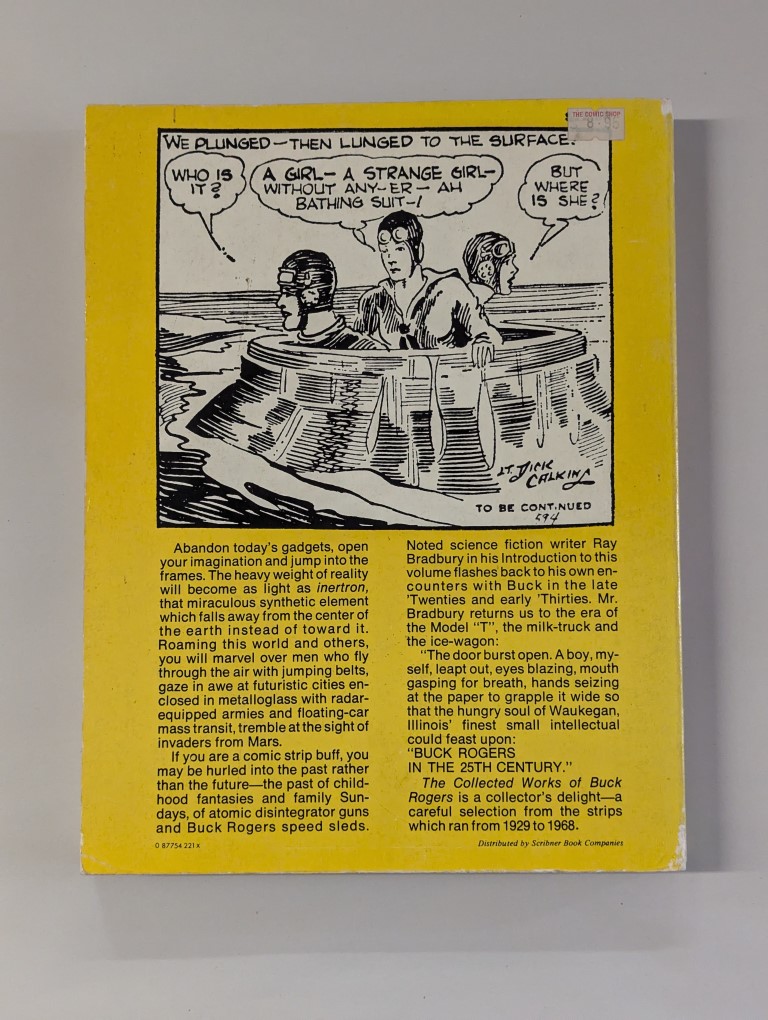 THE COMIC SHOP
WE PLUNGED—THEN LUNGED TO THE SURFACE.
WHO IS
IT?
A GIRL— A STRANGE GIRL—
WITHOUT ANY-ER— AH
BATHING SUIT-!
BUT
WHERE
IS SHE?
LT. DICK
CALKINS
TO BE CONTINUED
594
Abandon today's gadgets, open
your imagination and jump into the
frames. The heavy weight of reality
will become as light as inertron,
that miraculous synthetic element
which falls away from the center of
the earth instead of toward it.
Roaming this world and others,
you will marvel over men who fly
through the air with jumping belts,
gaze in awe at futuristic cities en-
closed in metalloglass with radar-
equipped armies and floating-car
mass transit, tremble at the sight of
invaders from Mars.
If you are a comic strip buff, you
may be hurled into the past rather
than the future—the past of child-
hood fantasies and family Sun-
days, of atomic disintegrator guns
and Buck Rogers speed sleds.
0 87754 221 x
Noted science fiction writer Ray
Bradbury in his Introduction to this
volume flashes back to his own en-
counters with Buck in the late
'Twenties and early 'Thirties. Mr.
Bradbury returns us to the era of
the Model "T", the milk-truck and
the ice-wagon:
"The door burst open. A boy, my-
self, leapt out, eyes blazing, mouth
gasping for breath, hands seizing
at the paper to grapple it wide so
that the hungry soul of Waukegan,
Illinois' finest small intellectual
could feast upon:
"BUCK ROGERS
IN THE 25TH CENTURY."
The Collected Works of Buck
Rogers is a collector's delight—a
careful selection from the strips
which ran from 1929 to 1968.
Distributed by Scribner Book Companies